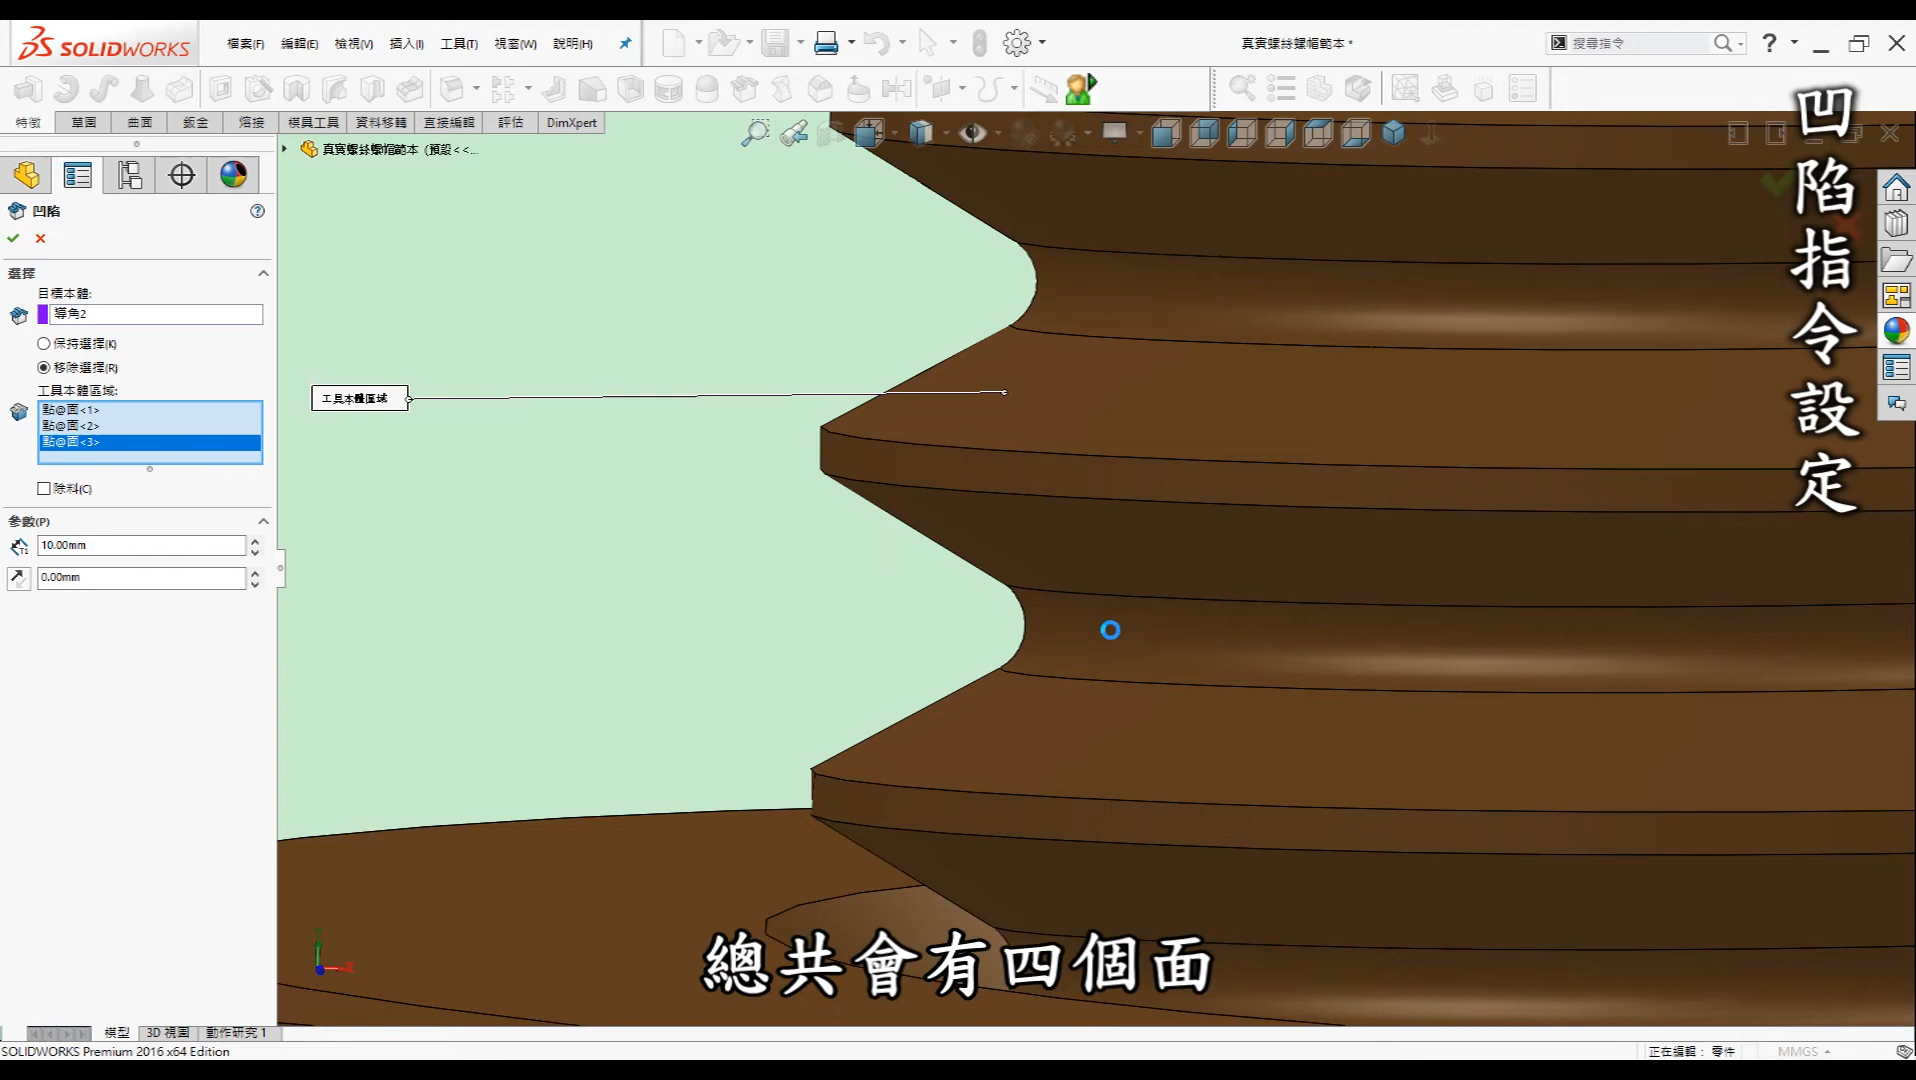 SOLIDWORKS
檔案(F)
編輯(E)
檢視(V)
插入(I)
工具(T)
視窗(W)
說明(H)
真實螺絲螺帽範本 *
搜尋指令
特徵
草圖
曲面
鈑金
熔接
模具工具
資料移轉
直接編輯
評估
DimXpert
真實螺絲螺帽範本 (預設<<...
凹陷
選擇
目標本體:
導角2
保持選擇(K)
移除選擇(R)
工具本體區域:
點@面<1>
點@面<2>
點@面<3>
除料(C)
參數(P)
10.00mm
0.00mm
工具本體區域
凹陷指令設定
總共會有四個面
模型
3D 視圖
動作研究 1
SOLIDWORKS Premium 2016 x64 Edition
正在編輯: 零件
MMGS